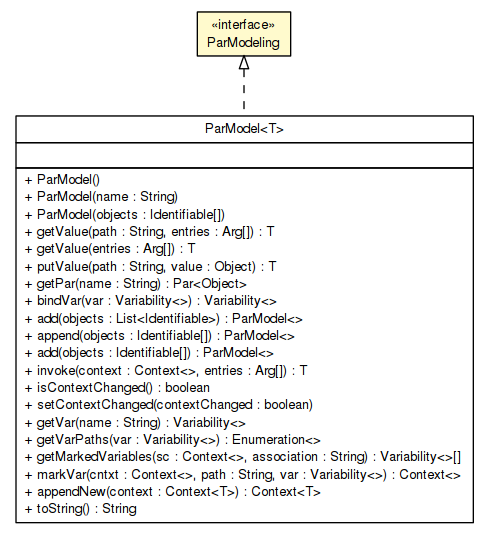 «interface»
ParModeling
ParModel<T>
+ ParModel()
+ ParModel(name : String)
+ ParModel(objects : Identifiable[])
+ getValue(path : String, entries : Arg[]) : T
+ getValue(entries : Arg[]) : T
+ putValue(path : String, value : Object) : T
+ getPar(name : String) : Par<Object>
+ bindVar(var : Variability<>) : Variability<>
+ add(objects : List<Identifiable>) : ParModel<>
+ append(objects : Identifiable[]) : ParModel<>
+ add(objects : Identifiable[]) : ParModel<>
+ invoke(context : Context<>, entries : Arg[]) : T
+ isContextChanged() : boolean
+ setContextChanged(contextChanged : boolean)
+ getVar(name : String) : Variability<>
+ getVarPaths(var : Variability<>) : Enumeration<>
+ getMarkedVariables(sc : Context<>, association : String) : Variability<>[]
+ markVar(cntxt : Context<>, path : String, var : Variability<>) : Context<>
+ appendNew(context : Context<T>) : Context<T>
+ toString() : String